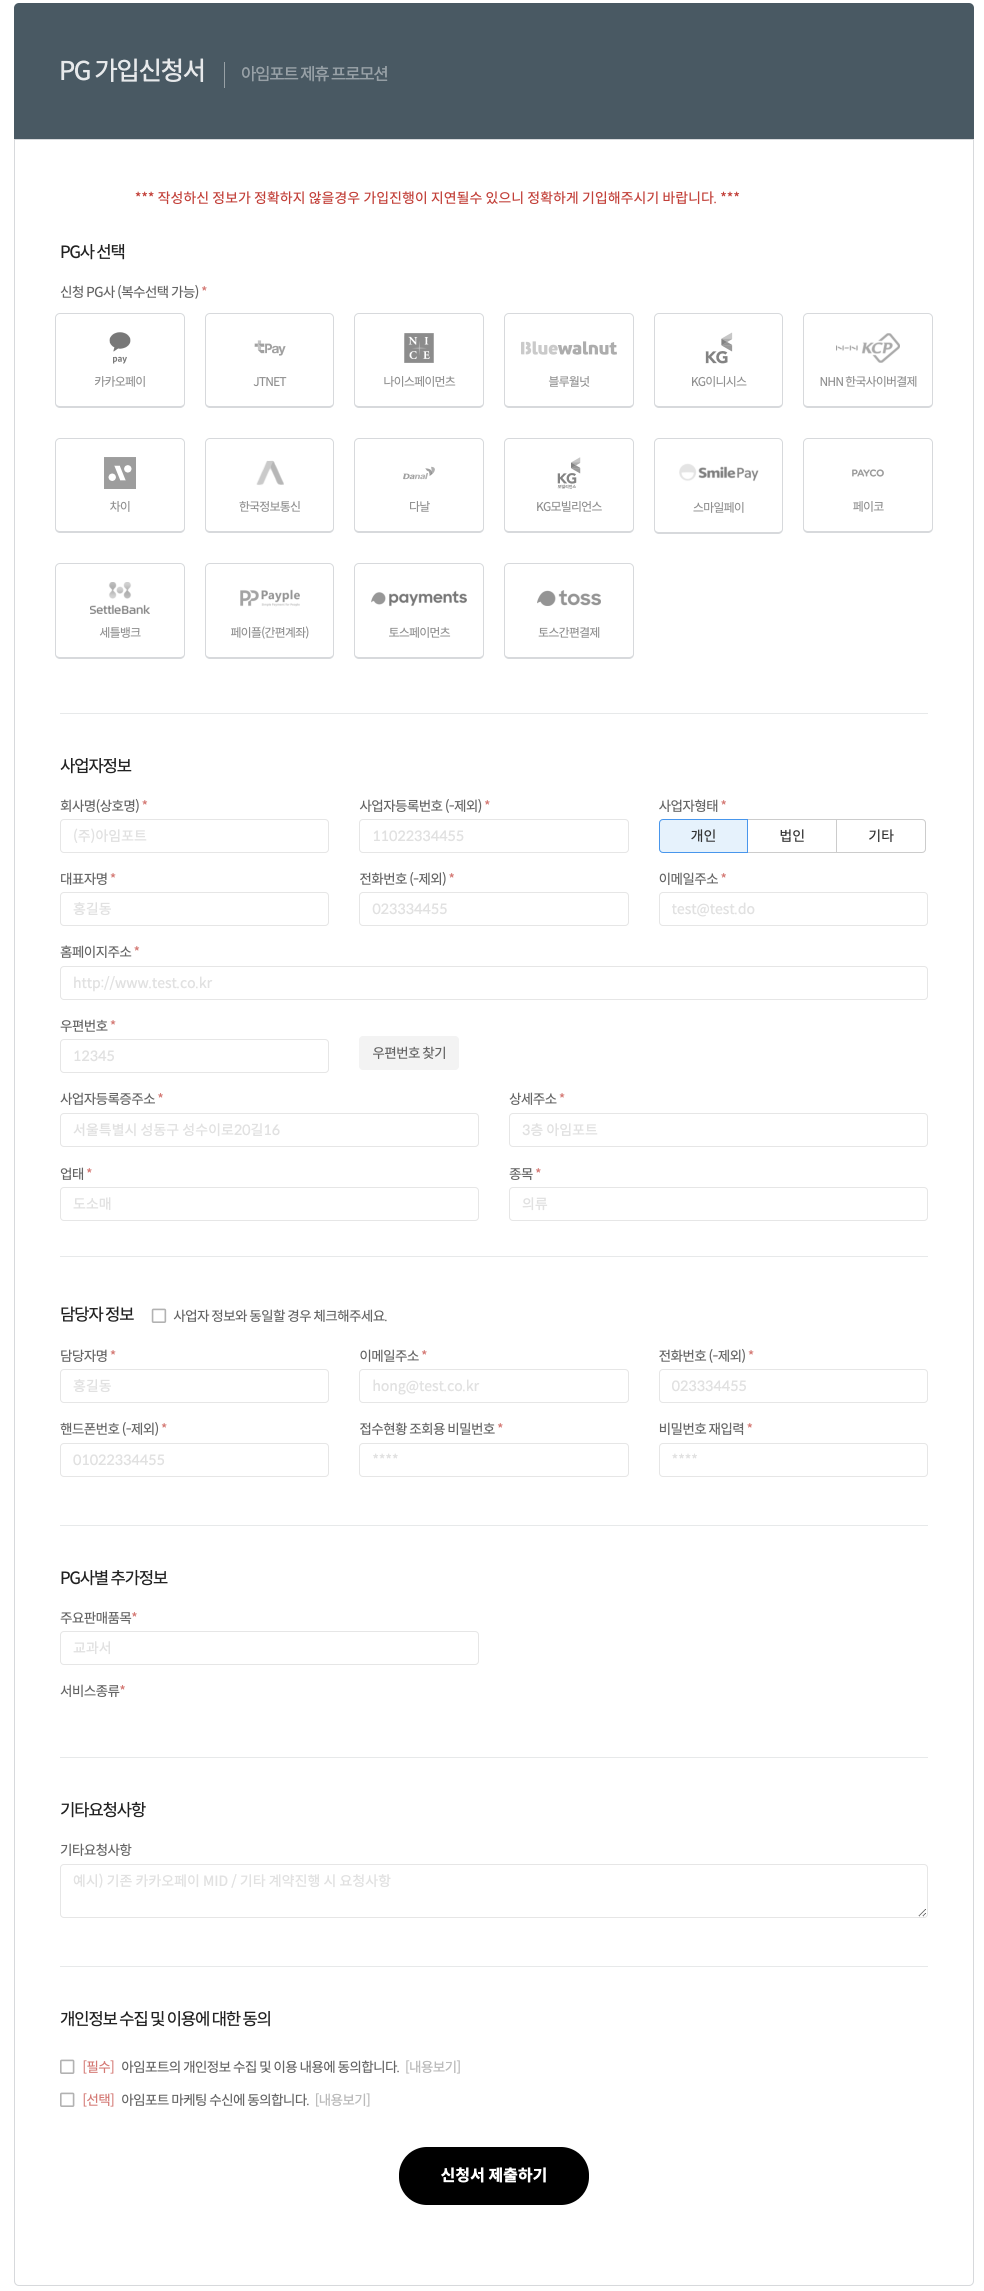 PG 가입신청서 | 아임포트 제휴 프로모션
*** 작성하신 정보가 정확하지 않을경우 가입진행이 지연될수 있으니 정확하게 기입해주시기 바랍니다. ***
PG사 선택
신청 PG사 (복수선택 가능) *
pay
카카오페이
tPay
JTNET
NICE
나이스페이먼츠
Bluewalnut
블루월넛
KG
KG이니시스
NHN KCP
NHN 한국사이버결제
차이
한국정보통신
Danal
다날
KG
모빌리언스
KG모빌리언스
Smile Pay
스마일페이
PAYCO
페이코
SettleBank
세틀뱅크
Payple
페이플(간편계좌)
payments
토스페이먼츠
toss
토스간편결제
사업자정보
회사명(상호명) * 사업자등록번호 (-제외) * 사업자형태 *
(주)아임포트 11022334455 개인 법인 기타
대표자명 * 전화번호 (-제외) * 이메일주소 *
홍길동 023334455 test@test.do
홈페이지주소 *
http://www.test.co.kr
우편번호 *
12345 우편번호 찾기
사업자등록증주소 * 상세주소 *
서울특별시 성동구 성수이로20길16 3층 아임포트
업태 * 종목 *
도소매 의류
담당자 정보 사업자 정보와 동일할 경우 체크해주세요.
담당자명 * 이메일주소 * 전화번호 (-제외) *
홍길동 hong@test.co.kr 023334455
핸드폰번호 (-제외) * 접수현황 조회용 비밀번호 * 비밀번호 재입력 *
01022334455 **** ****
PG사별 추가정보
주요판매품목*
교과서
서비스종류*
기타요청사항
기타요청사항
예시) 기존 카카오페이 MID / 기타 계약진행 시 요청사항
개인정보 수집 및 이용에 대한 동의
[필수] 아임포트의 개인정보 수집 및 이용 내용에 동의합니다. [내용보기]
[선택] 아임포트 마케팅 수신에 동의합니다. [내용보기]
신청서 제출하기